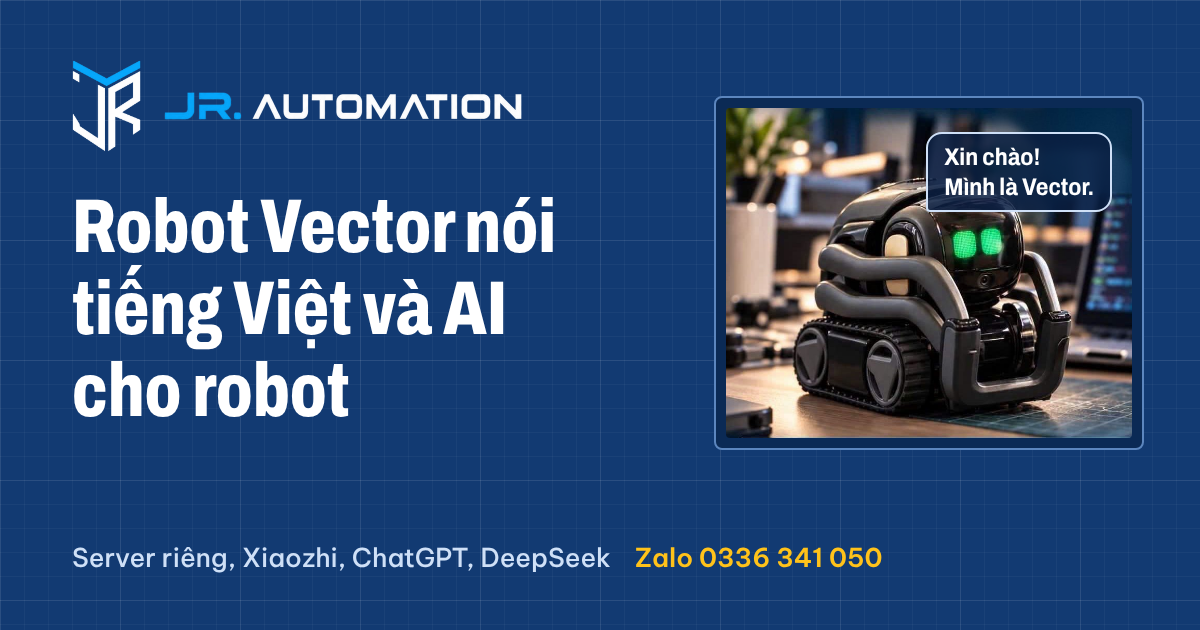 JR. AUTOMATION
Robot Vector nói
tiếng Việt và AI
cho robot
Xin chào!
Mình là Vector.
Server riêng, Xiaozhi, ChatGPT, DeepSeek Zalo 0336 341 050